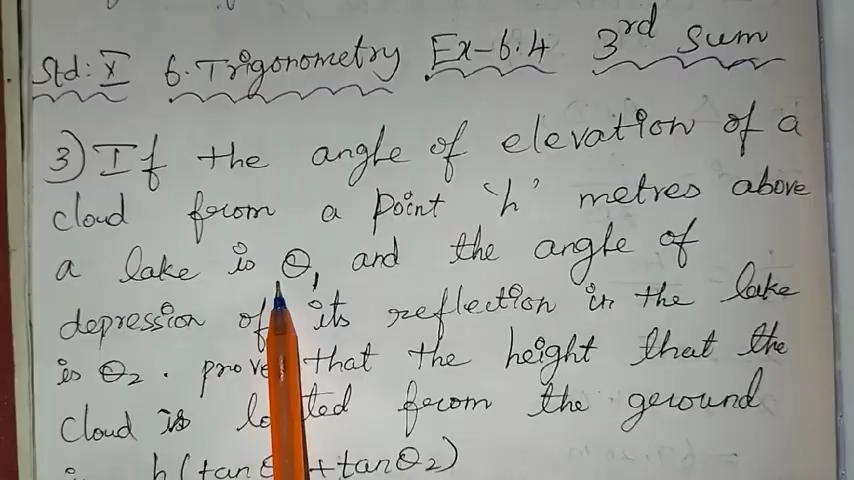 Std: X 6. Trigonometry Ex-6.4 3rd Sum
3) If the angle of elevation of a
cloud from a point 'h' metres above
a lake is θ1 and the angle of
depression of its reflection in the lake
is θ2. prove that the height that the
cloud is from the ground
h(tanθ +tanθ2)